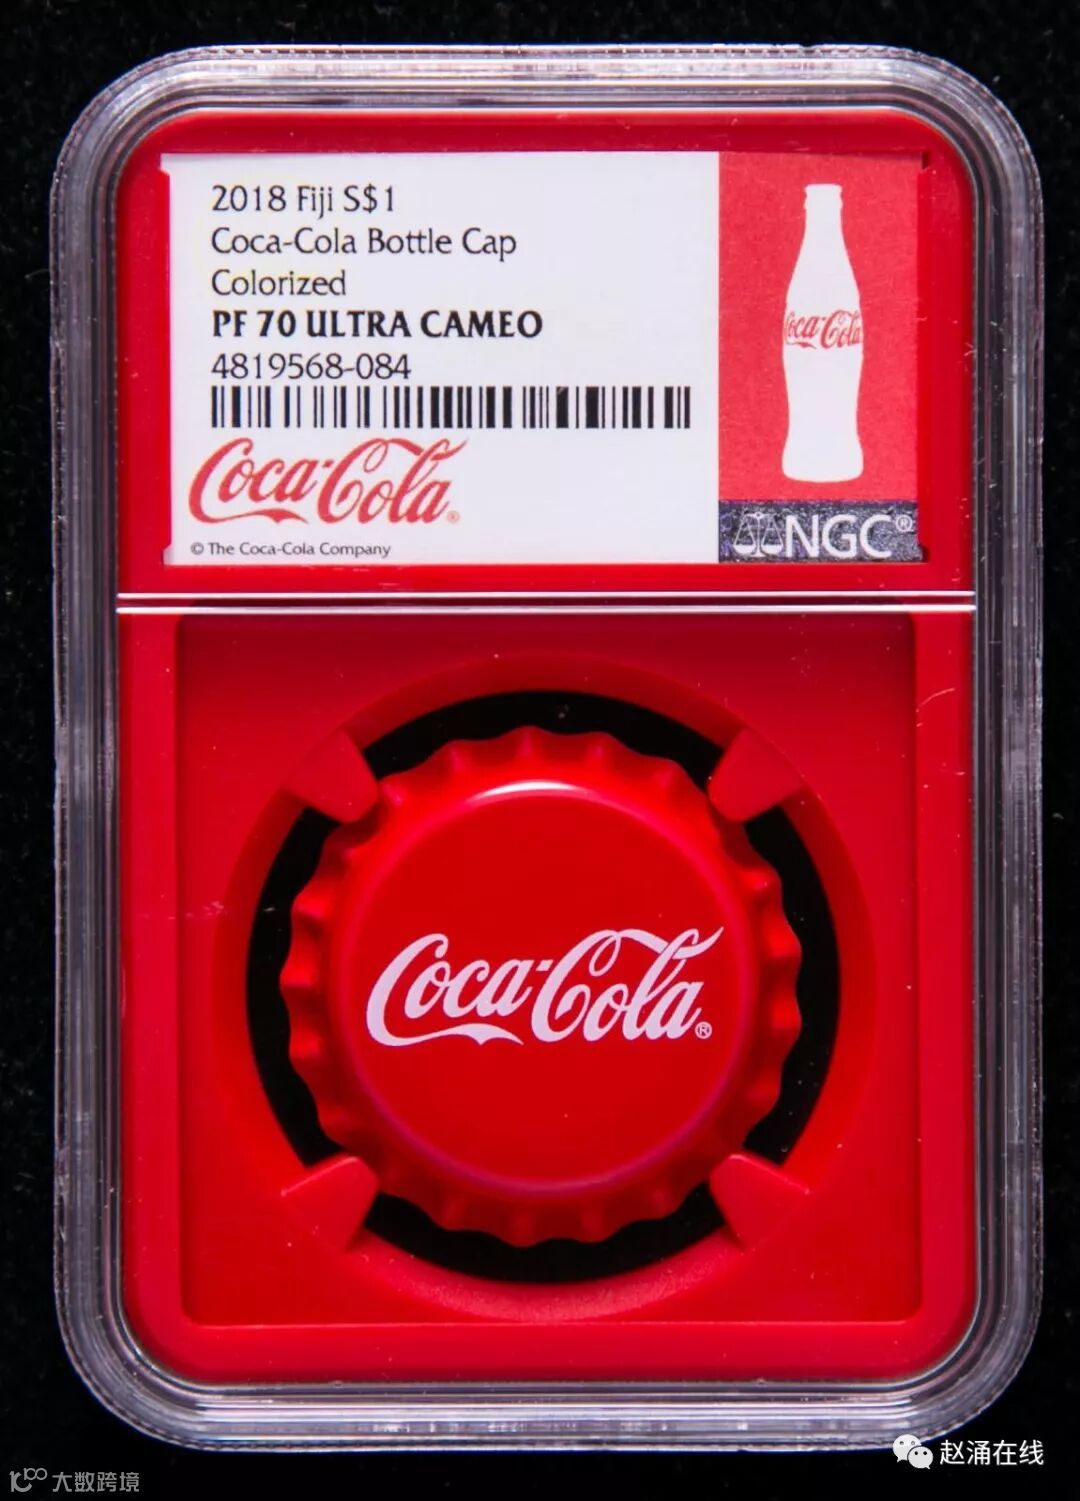 2018 Fiji S$1
Coca-Cola Bottle Cap
Colorized
PF 70 ULTRA CAMEO
4819568-084
Coca-Cola®
© The Coca-Cola Company
Coca-Cola
NGC®
Coca-Cola®
赵涌在线
大数跨境